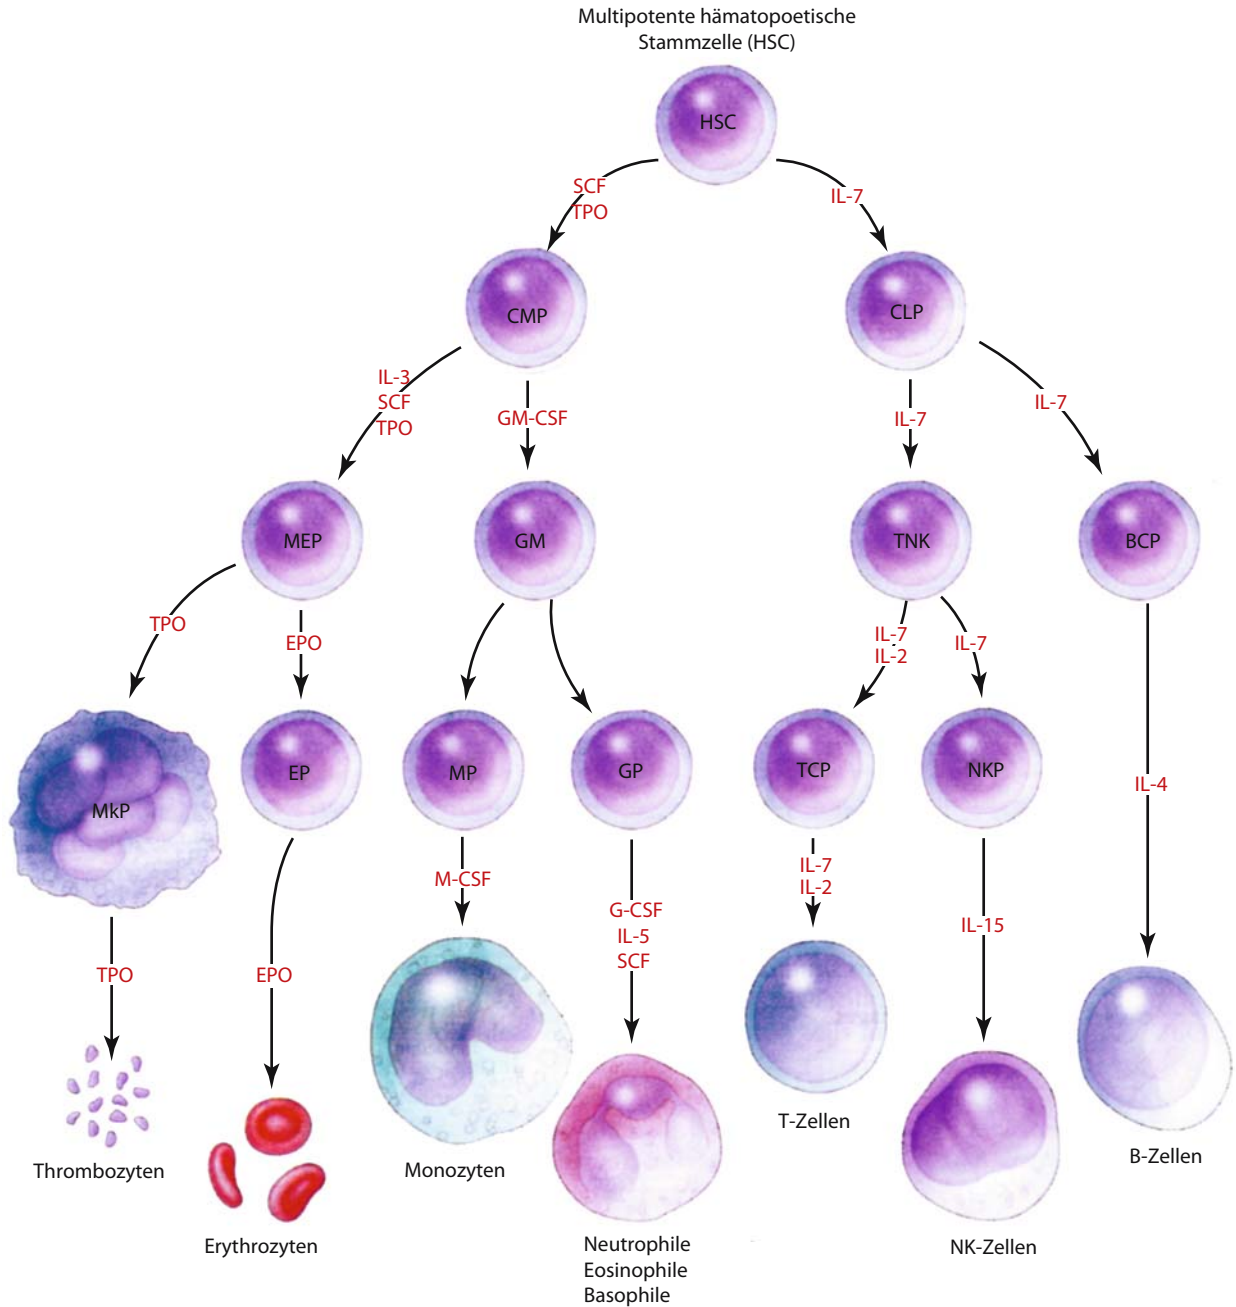 Multipotente hämatopoetische
Stammzelle (HSC)
HSC
SCF
TPO
IL-7
CMP
CLP
IL-3
SCF
TPO
GM-CSF
IL-7
IL-7
MEP
GM
TNK
BCP
TPO
EPO
IL-7
IL-2
IL-7
MkP
EP
MP
GP
TCP
NKP
IL-4
M-CSF
G-CSF
IL-5
SCF
IL-7
IL-2
IL-15
TPO
EPO
Thrombozyten
Erythrozyten
Monozyten
Neutrophile
Eosinophile
Basophile
T-Zellen
NK-Zellen
B-Zellen